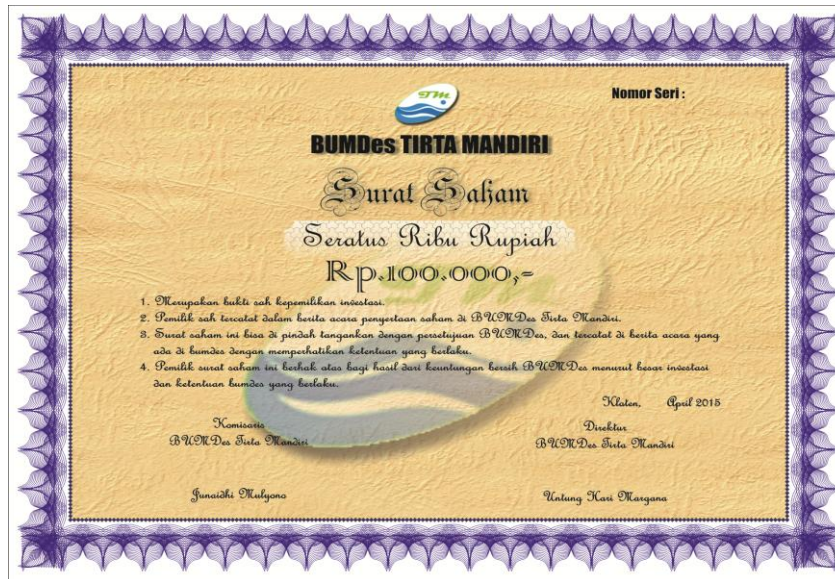 Nomor Seri :
STM
BUMDes TIRTA MANDIRI
Surat Saham
Seratus Ribu Rupiah
Rp.100.000,-
1. Merupakan bukti sah kepemilikan investasi.
2. Pemilik sah tercatat dalam berita acara penyertaan saham di BUMDes Tirta Mandiri.
3. Surat saham ini bisa di pindah tangankan dengan persetujuan BUMDes, dan tercatat di berita acara yang
ada di bumdes dengan memperhatikan ketentuan yang berlaku.
4. Pemilik surat saham ini berhak atas bagi hasil dari keuntungan bersih BUMDes menurut besar investasi
dan ketentuan bumdes yang berlaku.
Klaten, April 2015
Komisaris
BUMDes Tirta Mandiri
Direktur
BUMDes Tirta Mandiri
Junaidhi Mulyono
Untung Hari Margana